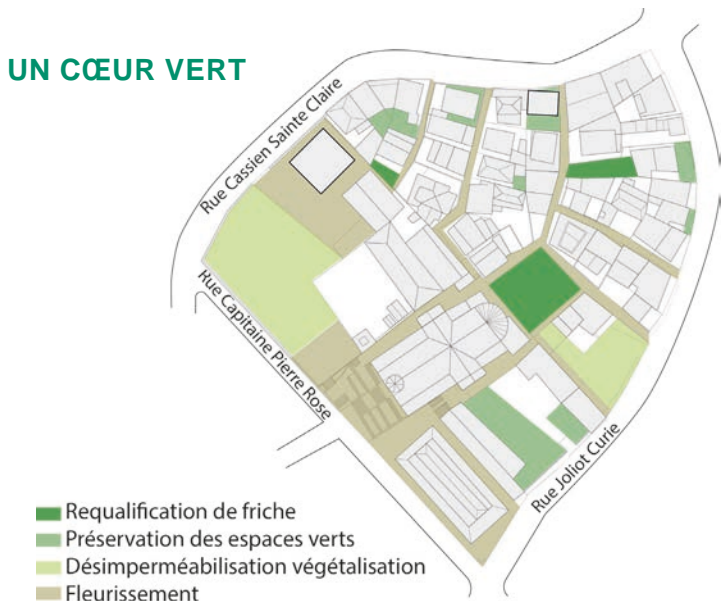 UN CŒUR VERT
Rue Cassien Sainte Claire
Rue Capitaine Pierre Rose
Rue Joliot Curie
Requalification de friche
Préservation des espaces verts
Désimperméabilisation végétalisation
Fleurissement